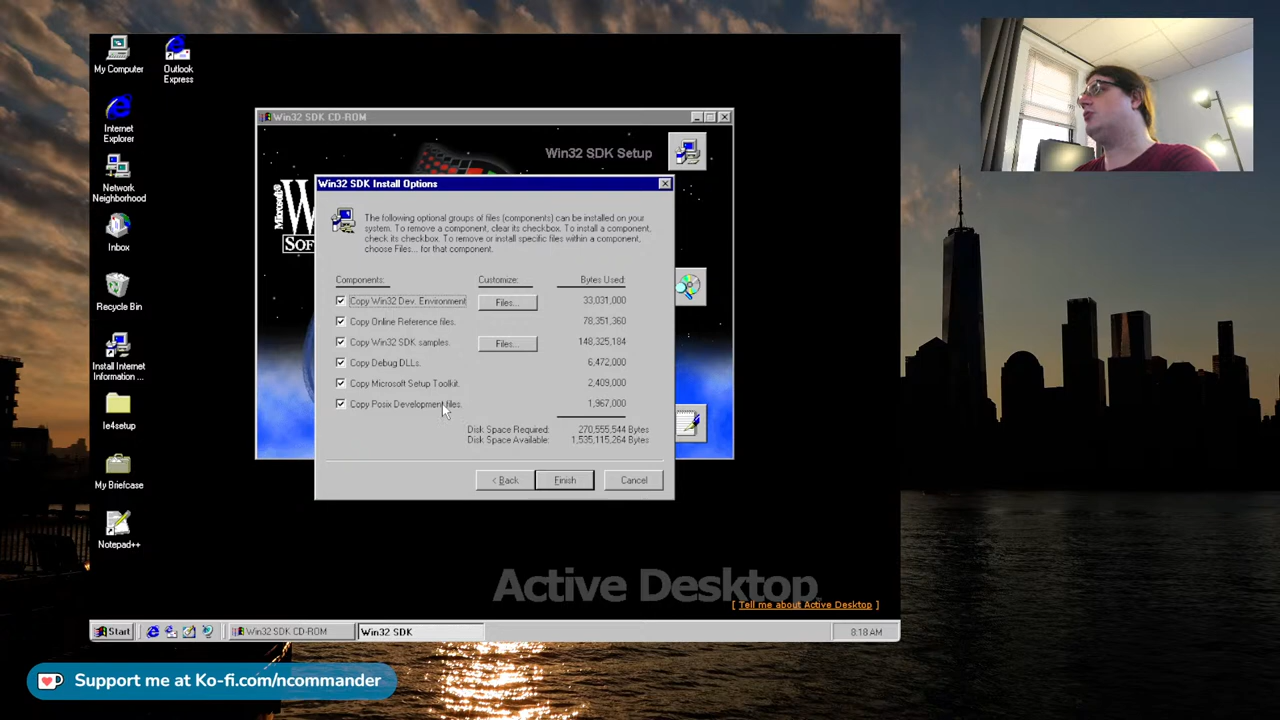 My Computer
Outlook
Express
Internet
Explorer
Network
Neighborhood
Inbox
Recycle Bin
Install Internet
Information ...
Ie4setup
My Briefcase
Notepad++
Win32 SDK CD-ROM
Win32 SDK Setup
Microsoft
W
SOF
Win32 SDK Install Options
The following optional groups of files (components) can be installed on your
system. To remove a component, clear its checkbox. To install a component,
check its checkbox. To remove or install specific files within a component,
choose Files... for that component.
Components: Customize: Bytes Used:
Copy Win32 Dev. Environment Files... 33,031,000
Copy Online Reference files. 78,351,360
Copy Win32 SDK samples. Files... 148,325,184
Copy Debug DLLs. 6,472,000
Copy Microsoft Setup Toolkit. 2,409,000
Copy Posix Development files. 1,967,000
Disk Space Required: 270,555,544 Bytes
Disk Space Available: 1,535,115,264 Bytes
< Back Finish Cancel
Active Desktop
[ Tell me about Active Desktop ]
Start Win32 SDK CD-ROM Win32 SDK 8:18 AM
Support me at Ko-fi.com/ncommander